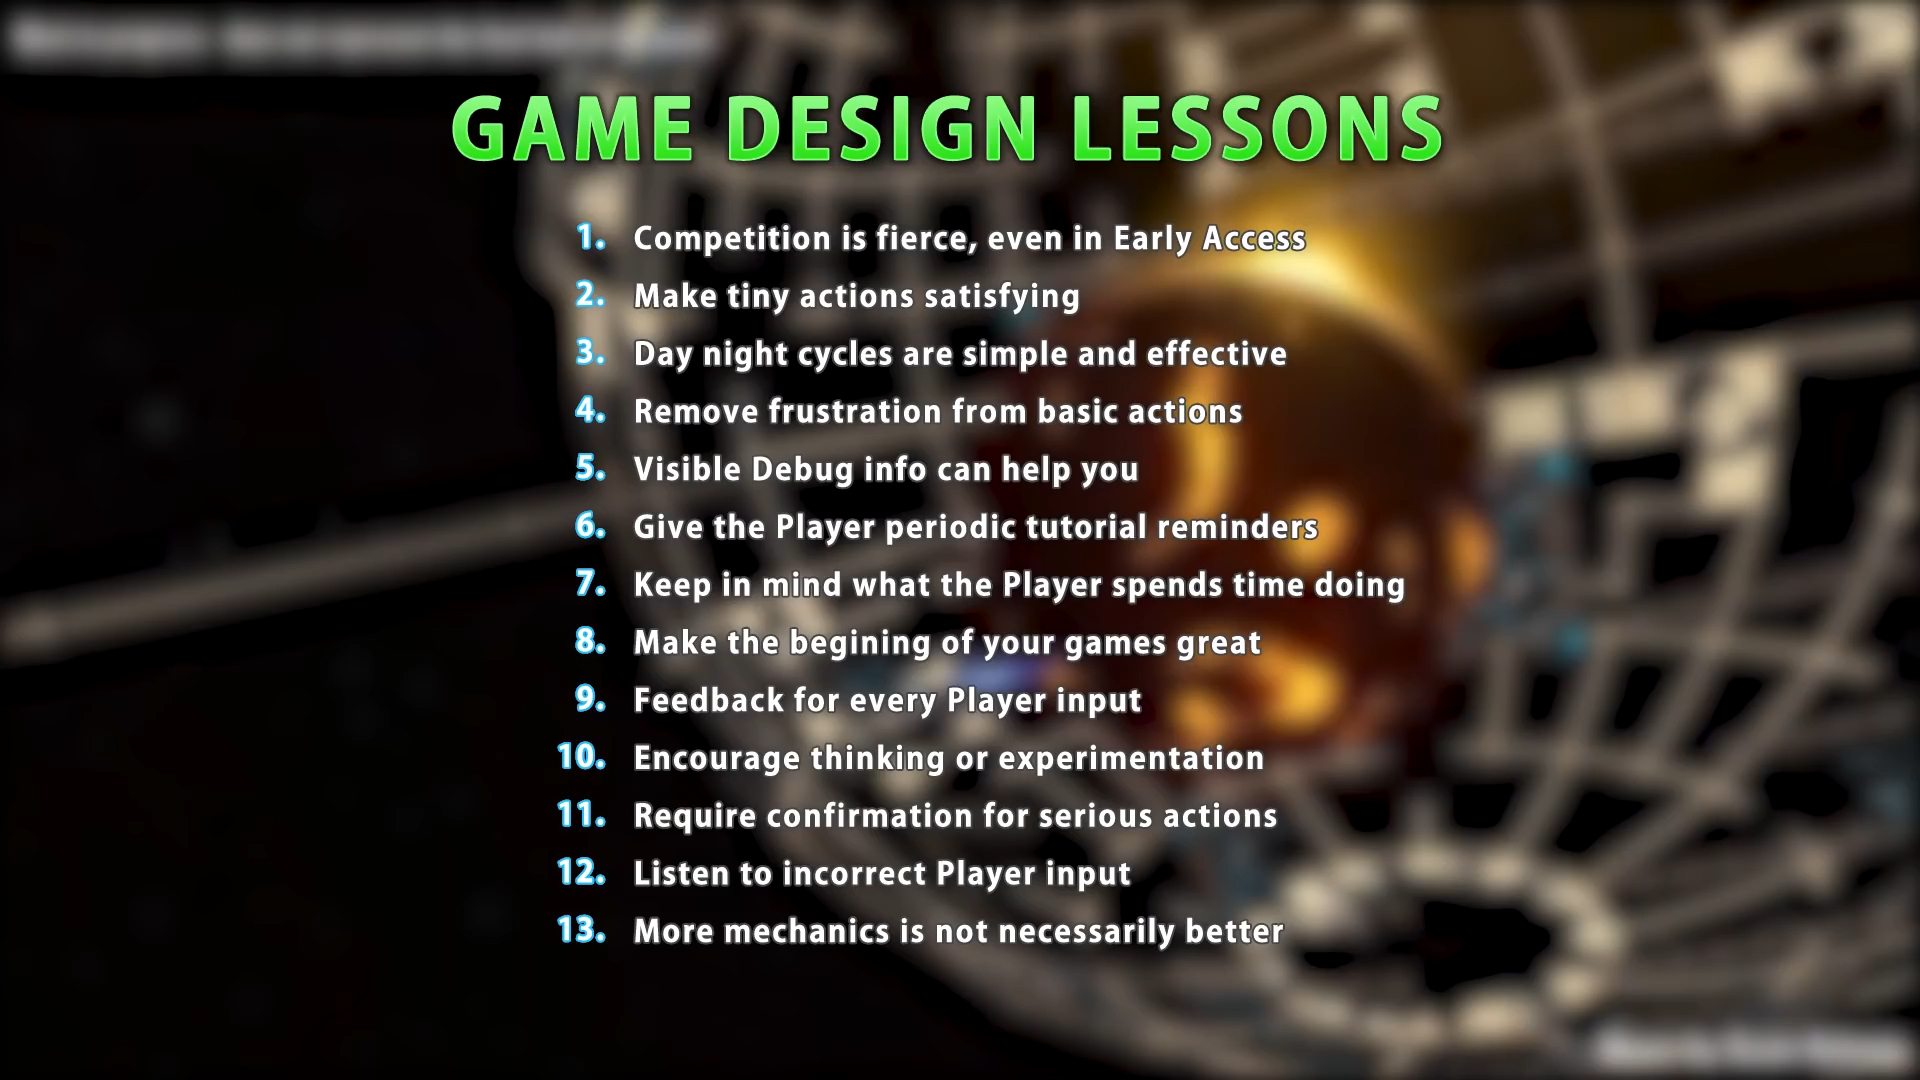 GAME DESIGN LESSONS
1. Competition is fierce, even in Early Access
2. Make tiny actions satisfying
3. Day night cycles are simple and effective
4. Remove frustration from basic actions
5. Visible Debug info can help you
6. Give the Player periodic tutorial reminders
7. Keep in mind what the Player spends time doing
8. Make the begining of your games great
9. Feedback for every Player input
10. Encourage thinking or experimentation
11. Require confirmation for serious actions
12. Listen to incorrect Player input
13. More mechanics is not necessarily better